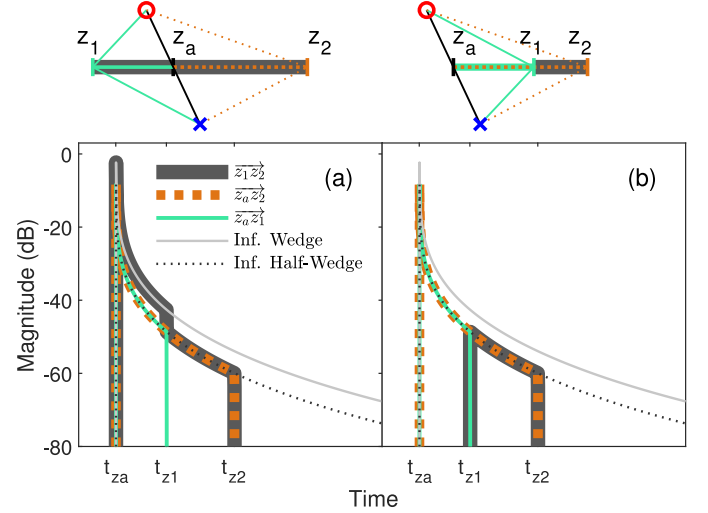 z1 za z2
za z1 z2
0
-20
-40
-60
-80
Magnitude (dB)
(a)
z1z2
zaz2
zaz1
Inf. Wedge
Inf. Half-Wedge
(b)
tza tz1 tz2
tza tz1 tz2
Time